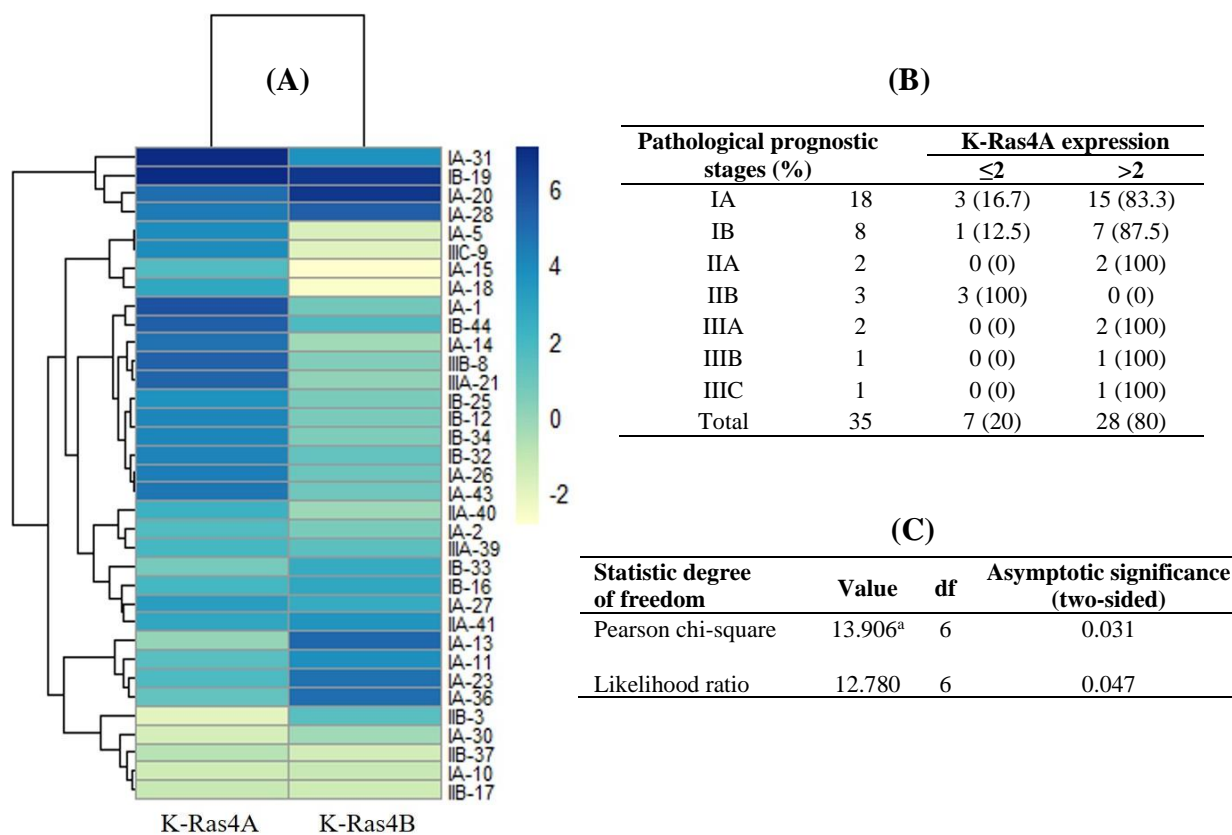 (A)
IA-31
IB-19
IA-20
IA-28
IA-5
IIIC-9
IA-15
IA-18
IA-1
IB-44
IA-14
IIIB-8
IIIA-21
IB-25
IB-12
IB-34
IB-32
IA-26
IA-43
IIA-40
IA-2
IIIA-39
IB-33
IB-16
IA-27
IIA-41
IA-13
IA-11
IA-23
IA-36
IIB-3
IA-30
IIB-37
IA-10
IIB-17
6
4
2
0
-2
K-Ras4A K-Ras4B
(B)
Pathological prognostic K-Ras4A expression
stages (%) ≤2 >2
IA 18 3 (16.7) 15 (83.3)
IB 8 1 (12.5) 7 (87.5)
IIA 2 0 (0) 2 (100)
IIB 3 3 (100) 0 (0)
IIIA 2 0 (0) 2 (100)
IIIB 1 0 (0) 1 (100)
IIIC 1 0 (0) 1 (100)
Total 35 7 (20) 28 (80)
(C)
Statistic degree Value df Asymptotic significance
of freedom (two-sided)
Pearson chi-square 13.906ᵃ 6 0.031
Likelihood ratio 12.780 6 0.047